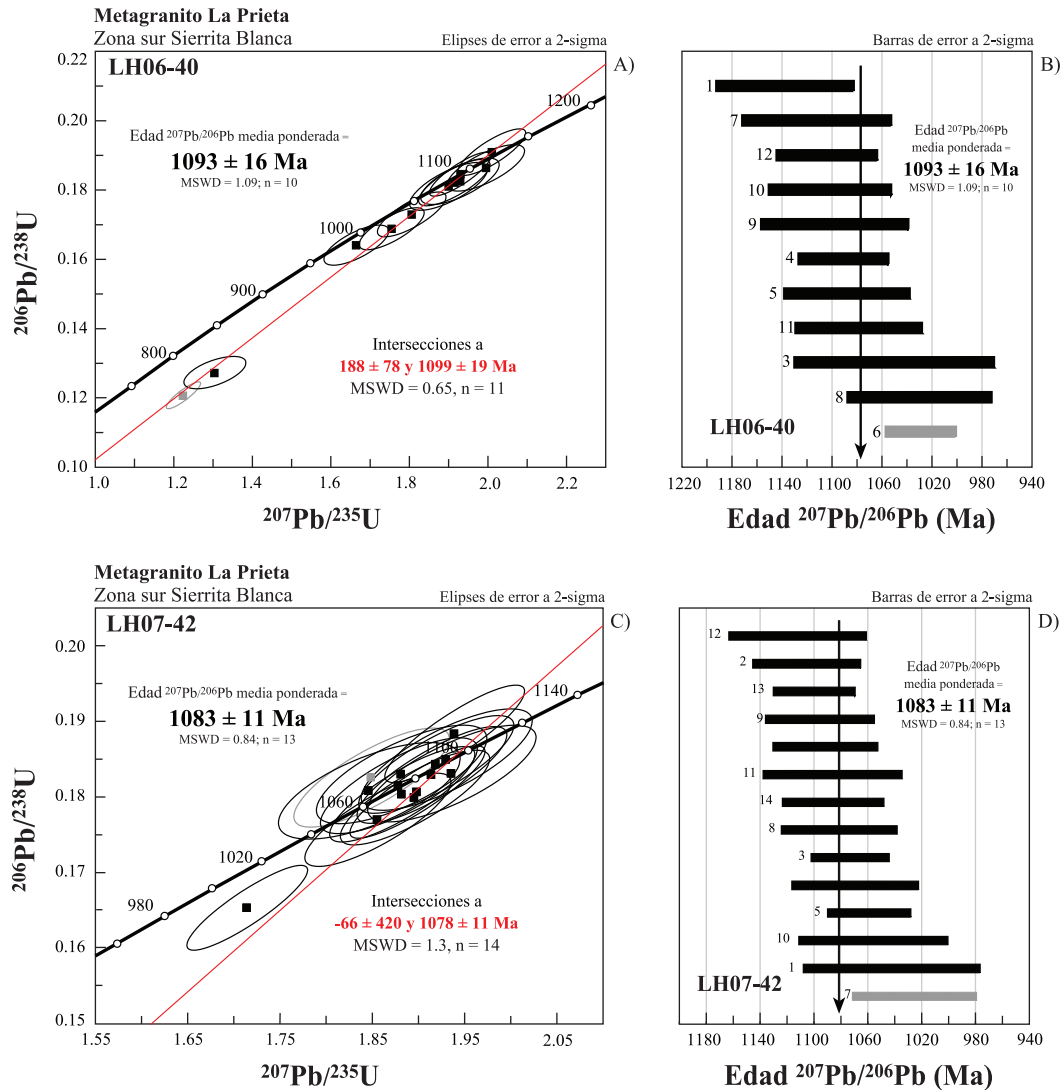 Metagranito La Prieta
Zona sur Sierrita Blanca
Elipses de error a 2-sigma
A)
LH06-40
Edad ²⁰⁷Pb/²⁰⁶Pb media ponderada =
1093 ± 16 Ma
MSWD = 1.09; n = 10
800
900
1000
1100
1200
Intersecciones a
188 ± 78 y 1099 ± 19 Ma
MSWD = 0.65, n = 11
0.22
0.20
0.18
0.16
0.14
0.12
0.10
²⁰⁶Pb/²³⁸U
1.0 1.2 1.4 1.6 1.8 2.0 2.2
²⁰⁷Pb/²³⁵U
Barras de error a 2-sigma
B)
1
7
12
10
9
4
5
11
3
8
6
Edad ²⁰⁷Pb/²⁰⁶Pb
media ponderada =
1093 ± 16 Ma
MSWD = 1.09; n = 10
LH06-40
1220 1180 1140 1100 1060 1020 980 940
Edad ²⁰⁷Pb/²⁰⁶Pb (Ma)
Metagranito La Prieta
Zona sur Sierrita Blanca
Elipses de error a 2-sigma
C)
LH07-42
Edad ²⁰⁷Pb/²⁰⁶Pb media ponderada =
1083 ± 11 Ma
MSWD = 0.84; n = 13
980
1020
1060
1100
1140
Intersecciones a
-66 ± 420 y 1078 ± 11 Ma
MSWD = 1.3, n = 14
0.20
0.19
0.18
0.17
0.16
0.15
²⁰⁶Pb/²³⁸U
1.55 1.65 1.75 1.85 1.95 2.05
²⁰⁷Pb/²³⁵U
Barras de error a 2-sigma
D)
12
2
13
9
11
14
8
3
5
10
1
7
Edad ²⁰⁷Pb/²⁰⁶Pb
media ponderada =
1083 ± 11 Ma
MSWD = 0.84; n = 13
LH07-42
1180 1140 1100 1060 1020 980 940
Edad ²⁰⁷Pb/²⁰⁶Pb (Ma)